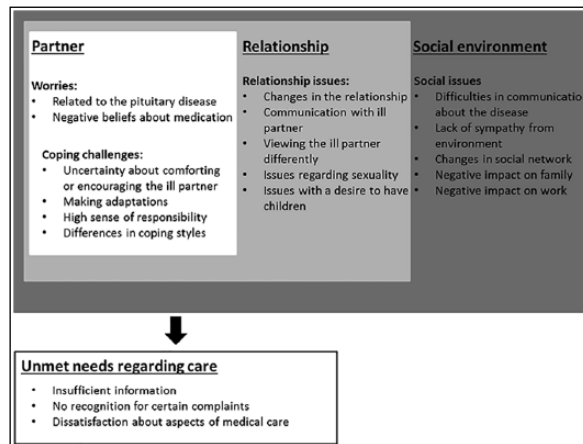 Partner
Worries:
• Related to the pituitary disease
• Negative beliefs about medication
Coping challenges:
• Uncertainty about comforting
or encouraging the ill partner
• Making adaptations
• High sense of responsibility
• Differences in coping styles
Relationship
Relationship issues:
• Changes in the relationship
• Communication with ill
partner
• Viewing the ill partner
differently
• Issues regarding sexuality
• Issues with a desire to have
children
Social environment
Social issues
• Difficulties in communicatio
about the disease
• Lack of sympathy from
environment
• Changes in social network
• Negative impact on family
• Negative impact on work
Unmet needs regarding care
• Insufficient information
• No recognition for certain complaints
• Dissatisfaction about aspects of medical care